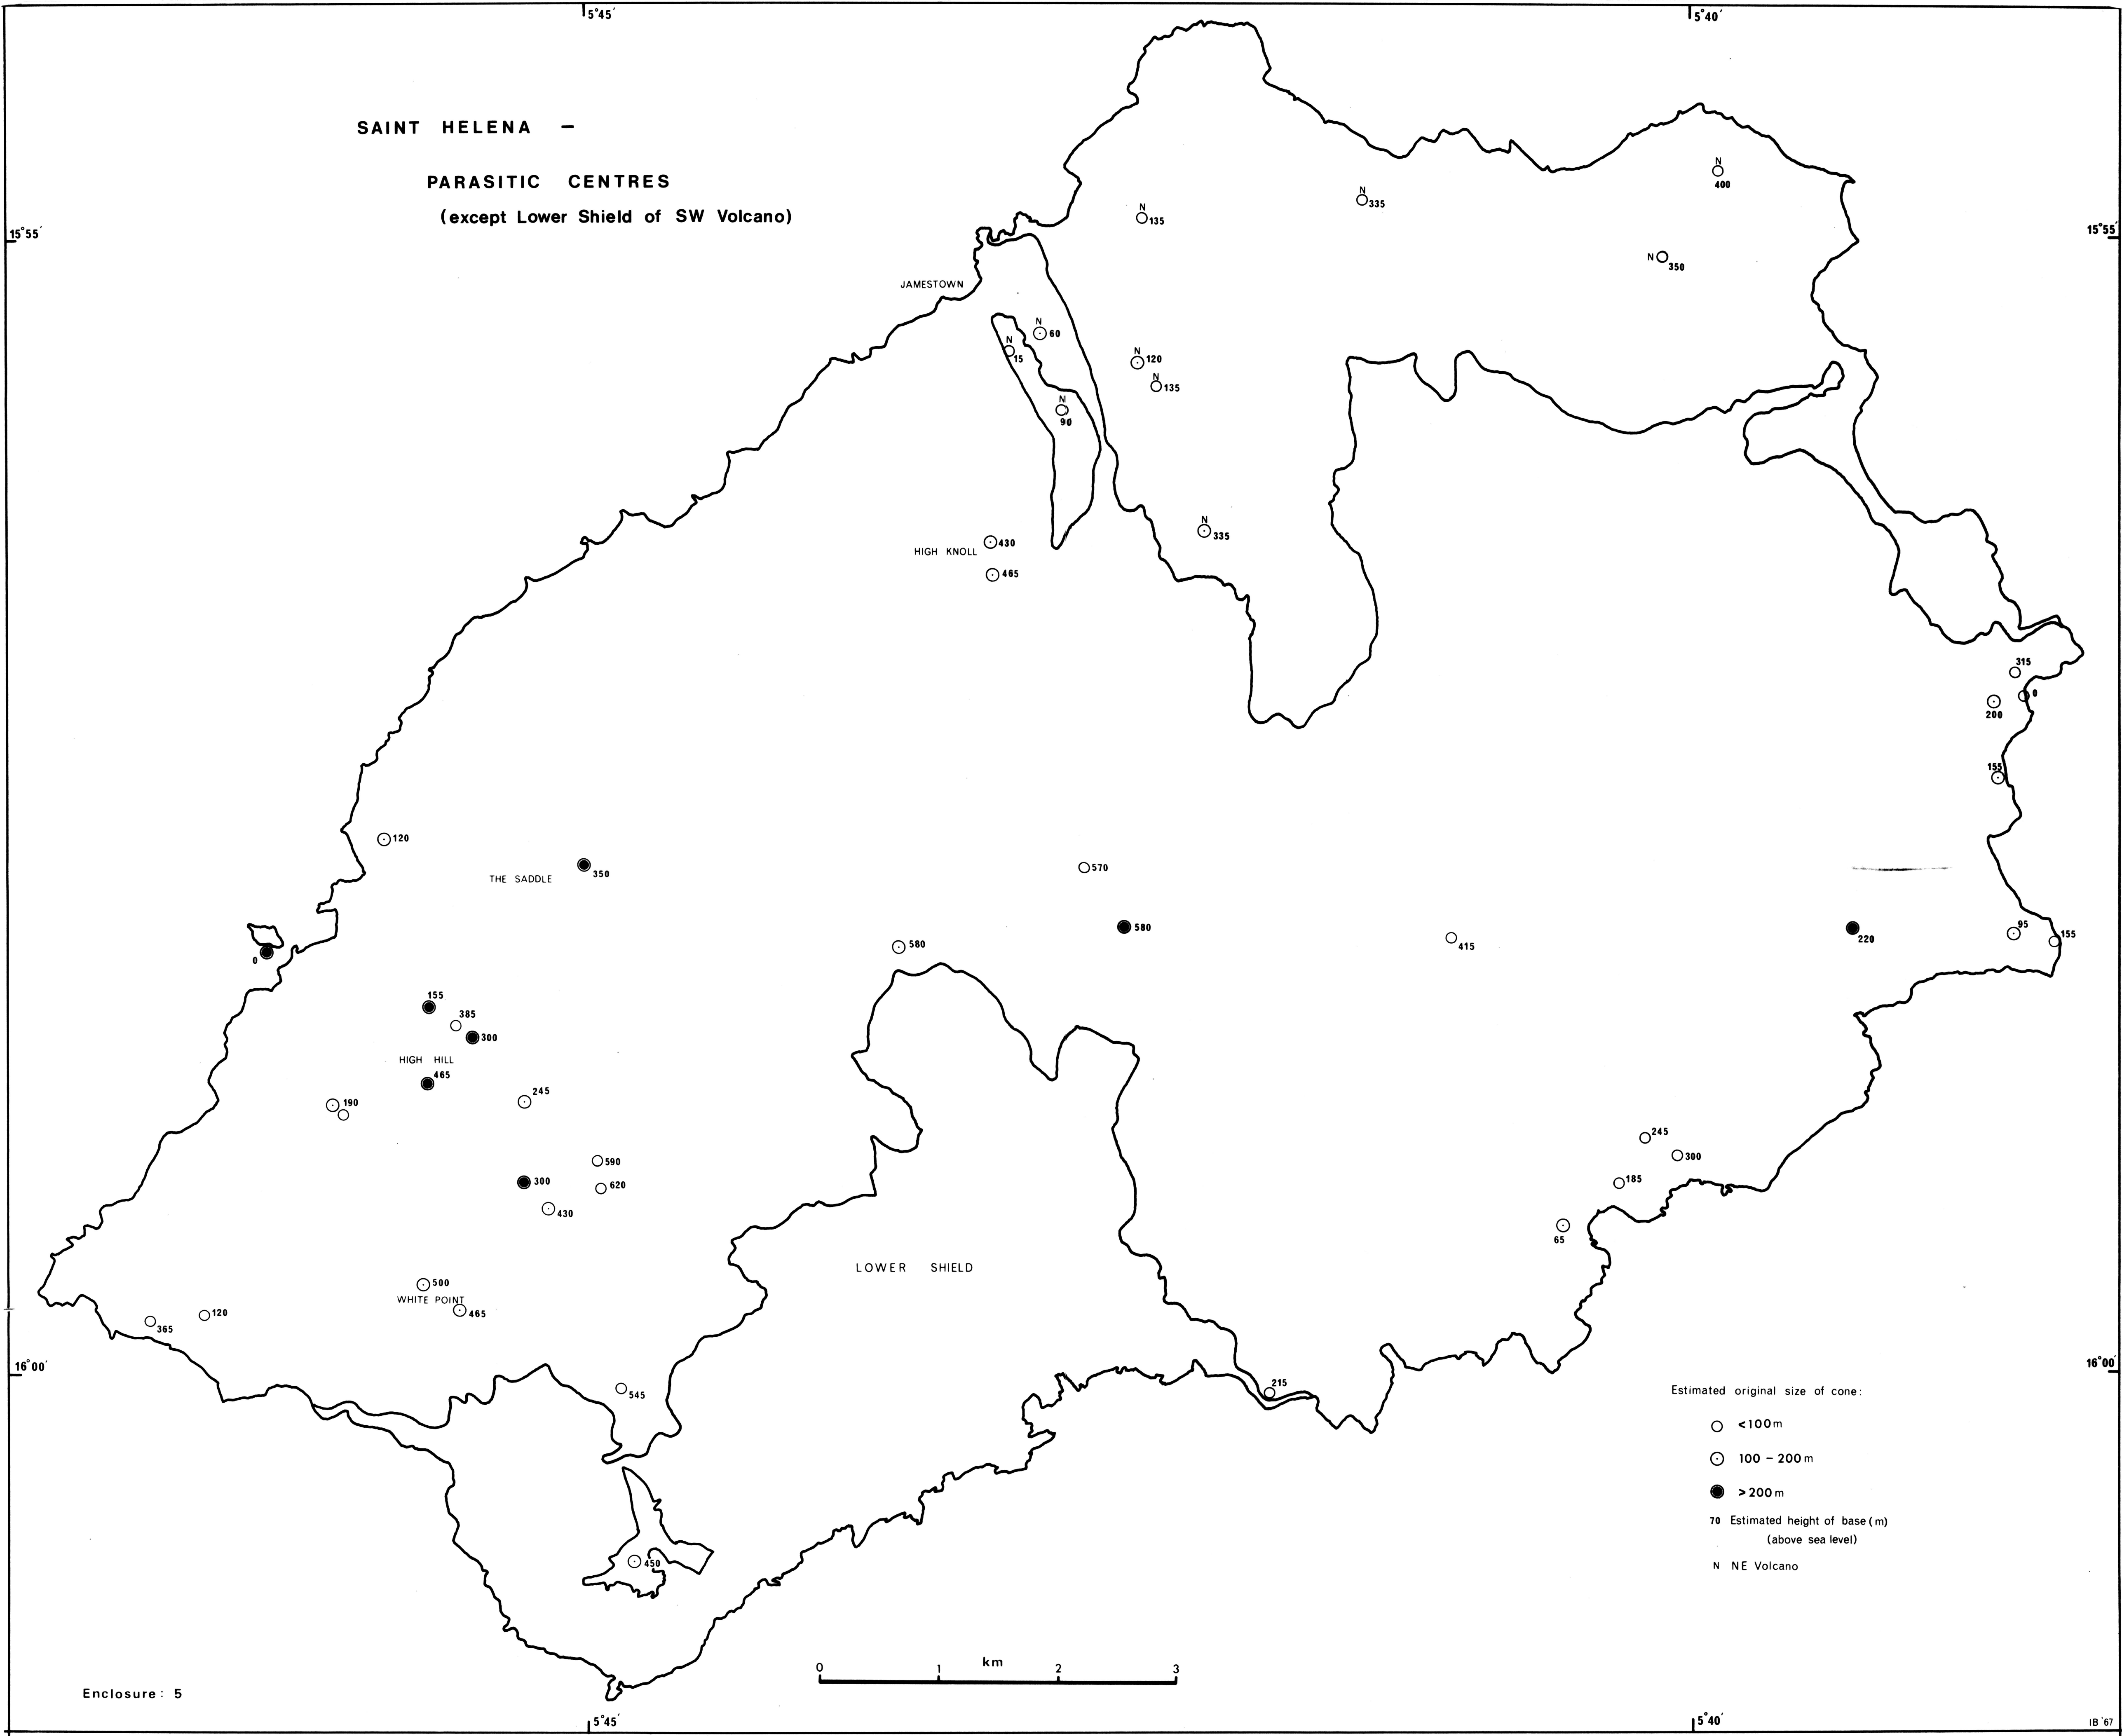 5°45′
5°40′
SAINT HELENA –
PARASITIC CENTRES
(except Lower Shield of SW Volcano)
15°55′
15°55′
N
400
N
335
N
135
N
350
JAMESTOWN
N
60
N
15
N
120
N
135
N
90
N
335
HIGH KNOLL
430
465
315
0
200
155
120
THE SADDLE
350
570
580
580
415
220
95
155
0
155
385
300
HIGH HILL
465
190
245
590
620
300
430
245
300
185
65
LOWER SHIELD
500
WHITE POINT
465
365
120
16°00′
16°00′
545
215
450
Estimated original size of cone:
<100m
100 – 200m
>200m
70 Estimated height of base (m)
(above sea level)
N NE Volcano
km
0 1 2 3
Enclosure: 5
5°45′
5°40′
IB '67